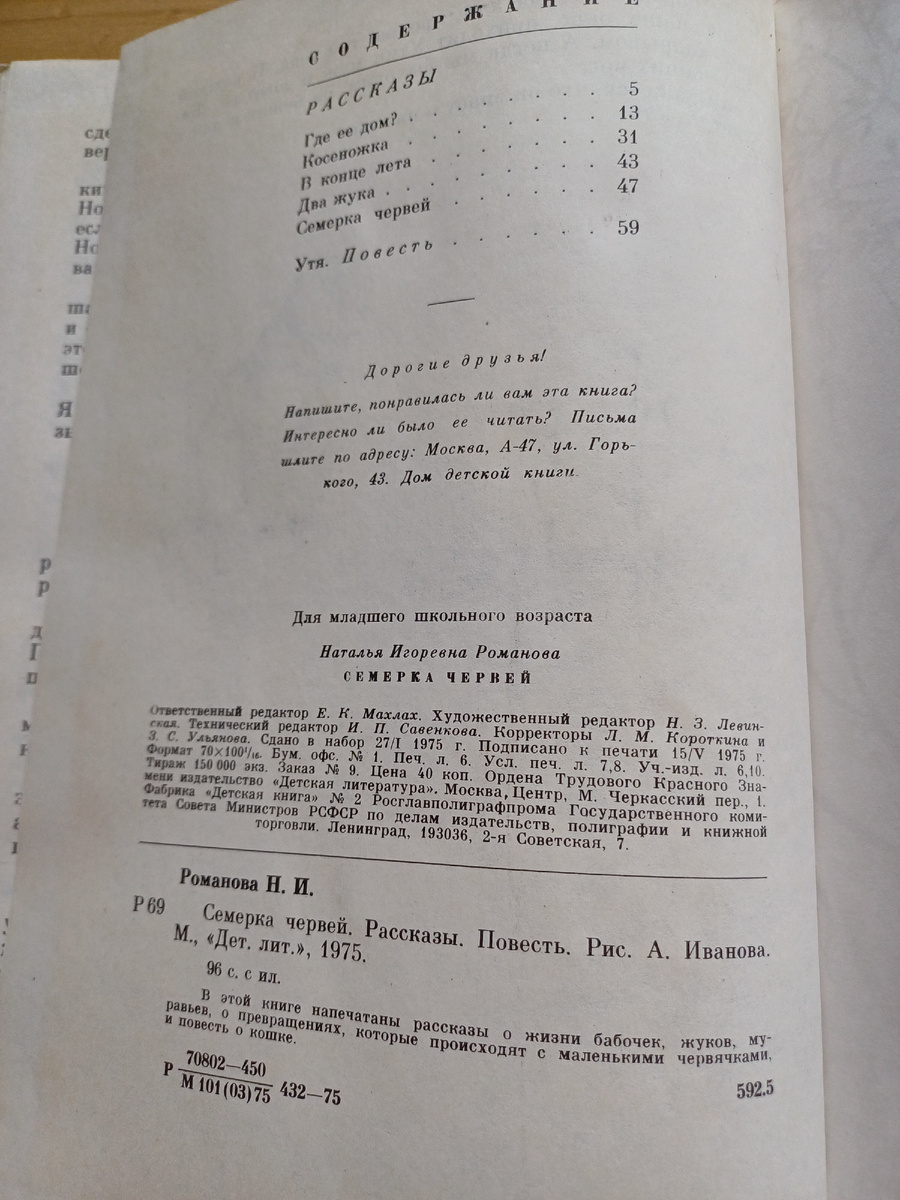 СОДЕРЖАНИЕ
РАССКАЗЫ
Где ее дом? . . . . . . . . 5
Косеножка . . . . . . . . 13
В конце лета . . . . . . . 31
Два жука . . . . . . . . 43
Семерка червей . . . . . . 47
Утя. Повесть . . . . . . . 59
Дорогие друзья!
Напишите, понравилась ли вам эта книга?
Интересно ли было ее читать? Письма
шлите по адресу: Москва, А-47, ул. Горь-
кого, 43. Дом детской книги
Для младшего школьного возраста
Наталья Игоревна Романова
СЕМЕРКА ЧЕРВЕЙ
Ответственный редактор Е. К. Махлах. Художественный редактор Н. З. Левин-
ская. Технический редактор И. П. Савенкова. Корректоры Л. М. Короткина и
З. С. Ульянова. Сдано в набор 27/I 1975 г. Подписано к печати 15/V 1975 г.
Формат 70×100¹/₁₆. Бум. офс. № 1. Печ. л. 6. Усл. печ. л. 7,8. Уч.-изд. л. 6,10.
Тираж 150 000 экз. Заказ № 9. Цена 40 коп. Ордена Трудового Красного Зна-
мени издательство «Детская литература». Москва, Центр, М. Черкасский пер., 1.
Фабрика «Детская книга» № 2 Росглавполиграфпрома Государственного коми-
тета Совета Министров РСФСР по делам издательств, полиграфии и книжной
торговли. Ленинград, 193036, 2-я Советская, 7.
Романова Н. И.
Р69 Семерка червей. Рассказы. Повесть. Рис. А. Иванова.
М., «Дет. лит.», 1975.
96 с. с ил.
В этой книге напечатаны рассказы о жизни бабочек, жуков, му-
равьев, о превращениях, которые происходят с маленькими червячками,
и повесть о кошке.
70802—450
Р М101(03)75 432—75
592.5